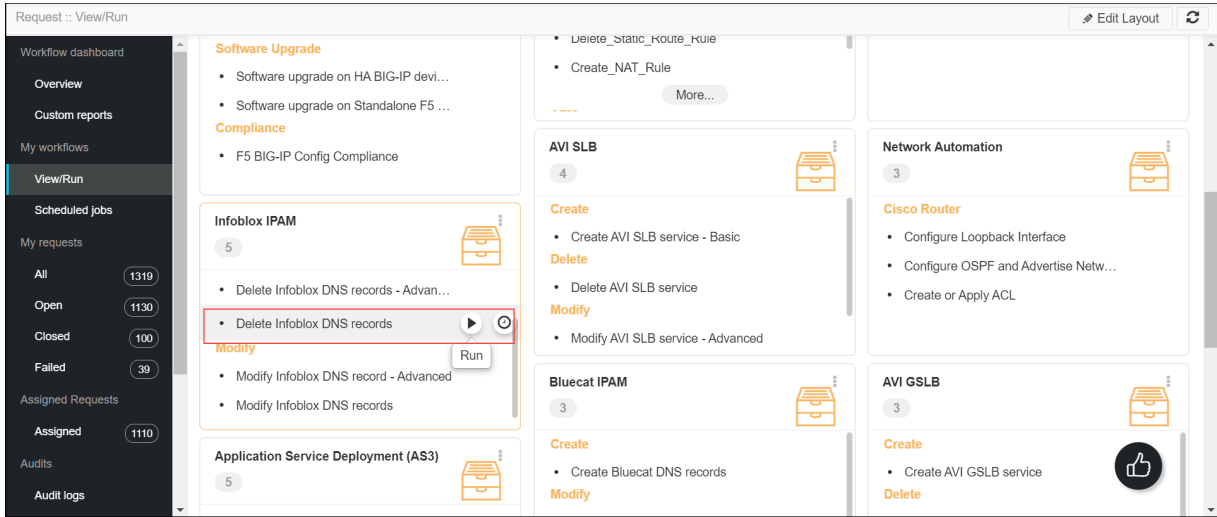 Request :: View/Run
Edit Layout
Workflow dashboard
Overview
Custom reports
My workflows
View/Run
Scheduled jobs
My requests
All 1319
Open 1130
Closed 100
Failed 39
Assigned Requests
Assigned 1110
Audits
Audit logs
Software Upgrade
• Software upgrade on HA BIG-IP devi...
• Software upgrade on Standalone F5 ...
Compliance
• F5 BIG-IP Config Compliance
Infoblox IPAM
5
• Delete Infoblox DNS records - Advan...
• Delete Infoblox DNS records
Run
Modify
• Modify Infoblox DNS record - Advanced
• Modify Infoblox DNS records
Application Service Deployment (AS3)
5
• Delete_Static_Route_Rule
• Create_NAT_Rule
More...
AVI SLB
4
Create
• Create AVI SLB service - Basic
Delete
• Delete AVI SLB service
Modify
• Modify AVI SLB service - Advanced
Bluecat IPAM
3
Create
• Create Bluecat DNS records
Modify
Network Automation
3
Cisco Router
• Configure Loopback Interface
• Configure OSPF and Advertise Netw...
• Create or Apply ACL
AVI GSLB
3
Create
• Create AVI GSLB service
Delete